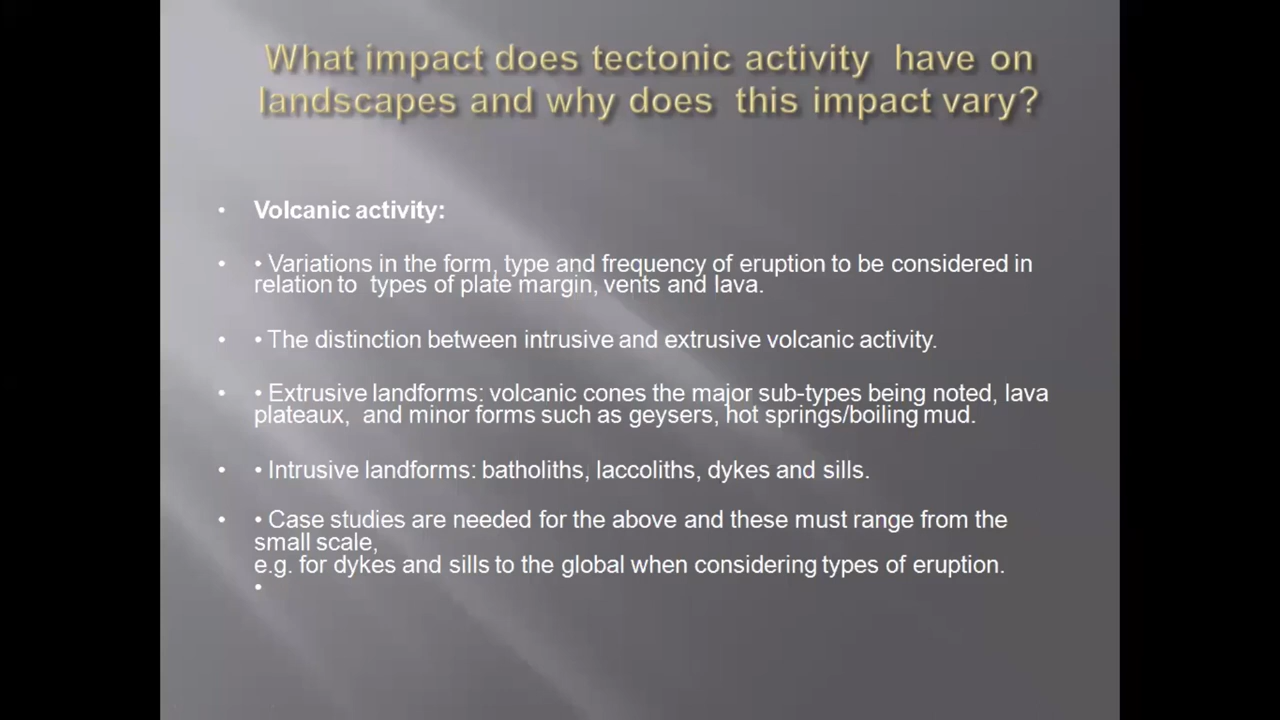 What impact does tectonic activity have on
landscapes and why does this impact vary?
• Volcanic activity:
• • Variations in the form, type and frequency of eruption to be considered in
relation to types of plate margin, vents and lava.
• • The distinction between intrusive and extrusive volcanic activity.
• • Extrusive landforms: volcanic cones the major sub-types being noted, lava
plateaux, and minor forms such as geysers, hot springs/boiling mud.
• • Intrusive landforms: batholiths, laccoliths, dykes and sills.
• • Case studies are needed for the above and these must range from the
small scale,
e.g. for dykes and sills to the global when considering types of eruption.
•